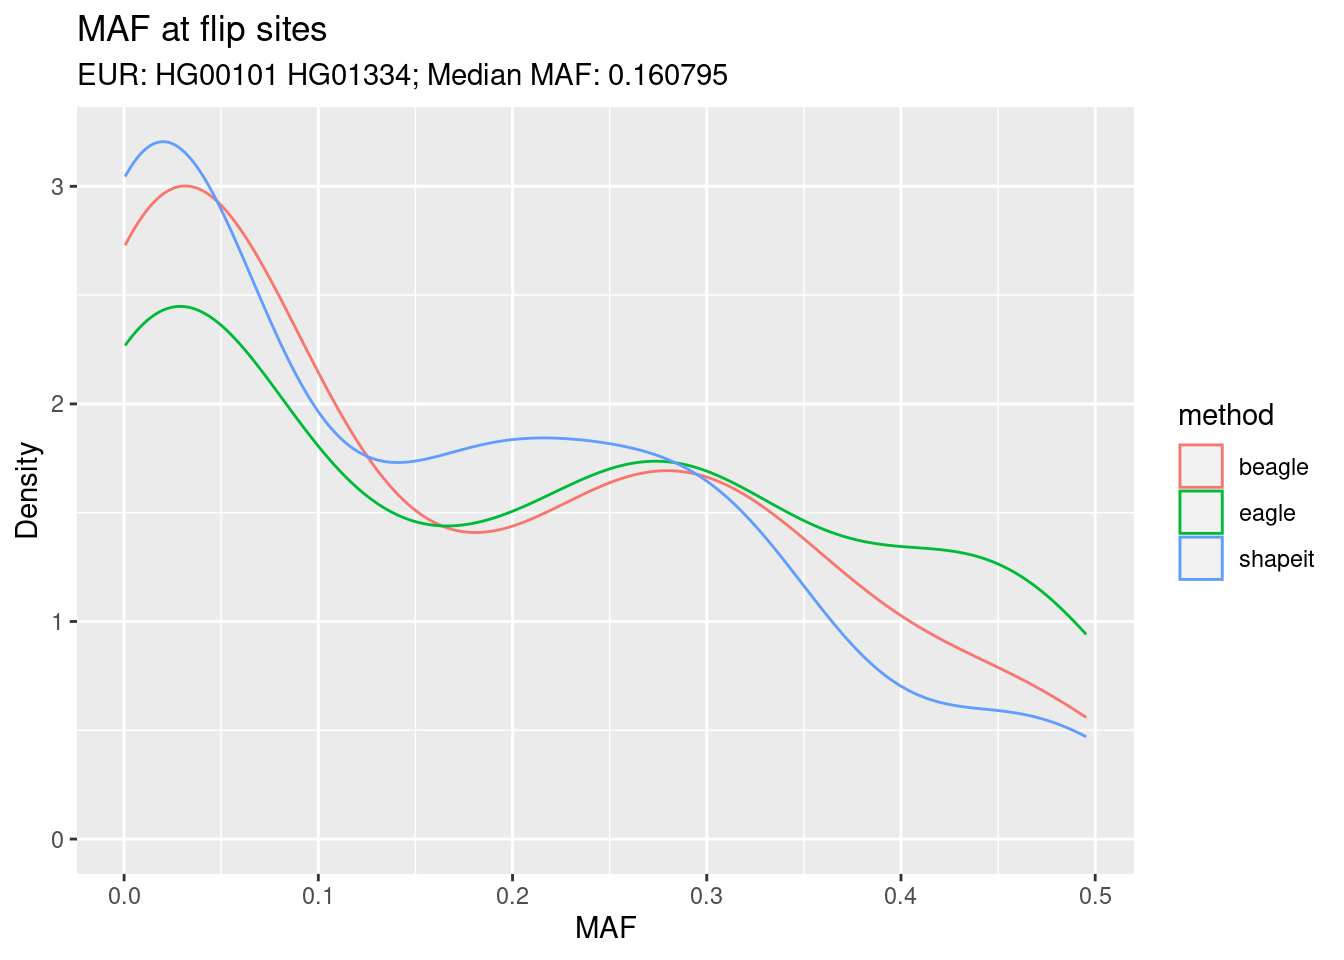 MAF at flip sites
EUR: HG00101 HG01334; Median MAF: 0.160795
3
2
1
0
Density
0.0 0.1 0.2 0.3 0.4 0.5
MAF
method
beagle
eagle
shapeit